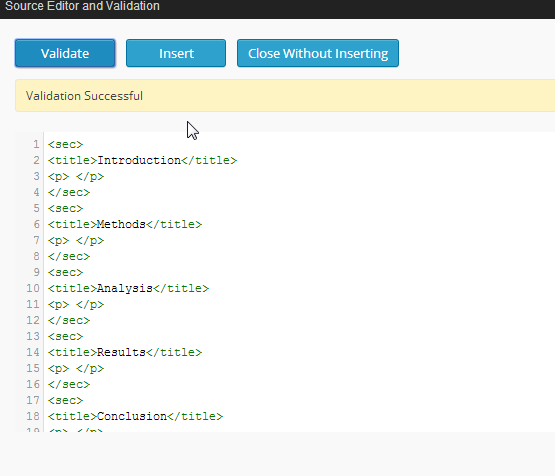 Source Editor and Validation
Validate Insert Close Without Inserting
Validation Successful
1 <sec>
2 <title>Introduction</title>
3 <p> </p>
4 </sec>
5 <sec>
6 <title>Methods</title>
7 <p> </p>
8 </sec>
9 <sec>
10 <title>Analysis</title>
11 <p> </p>
12 </sec>
13 <sec>
14 <title>Results</title>
15 <p> </p>
16 </sec>
17 <sec>
18 <title>Conclusion</title>
19 <p> </p>